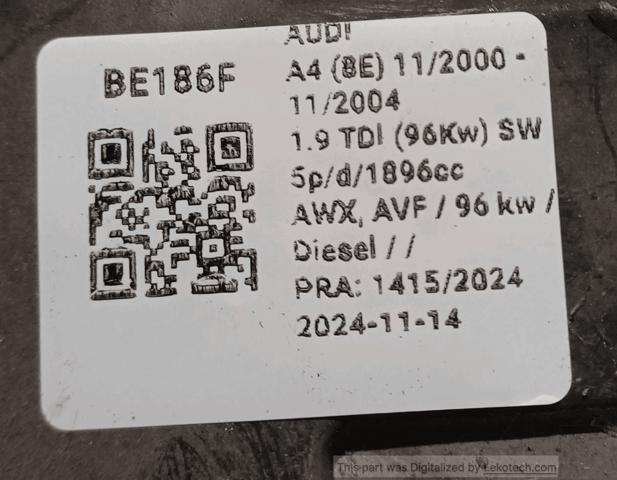 BE186F
AUDI
A4 (8E) 11/2000 -
11/2004
1.9 TDI (96Kw) SW
5p/d/1896cc
AWX, AVF / 96 kw /
Diesel / /
PRA: 1415/2024
2024-11-14
This part was Digitalized by Lekotech.com